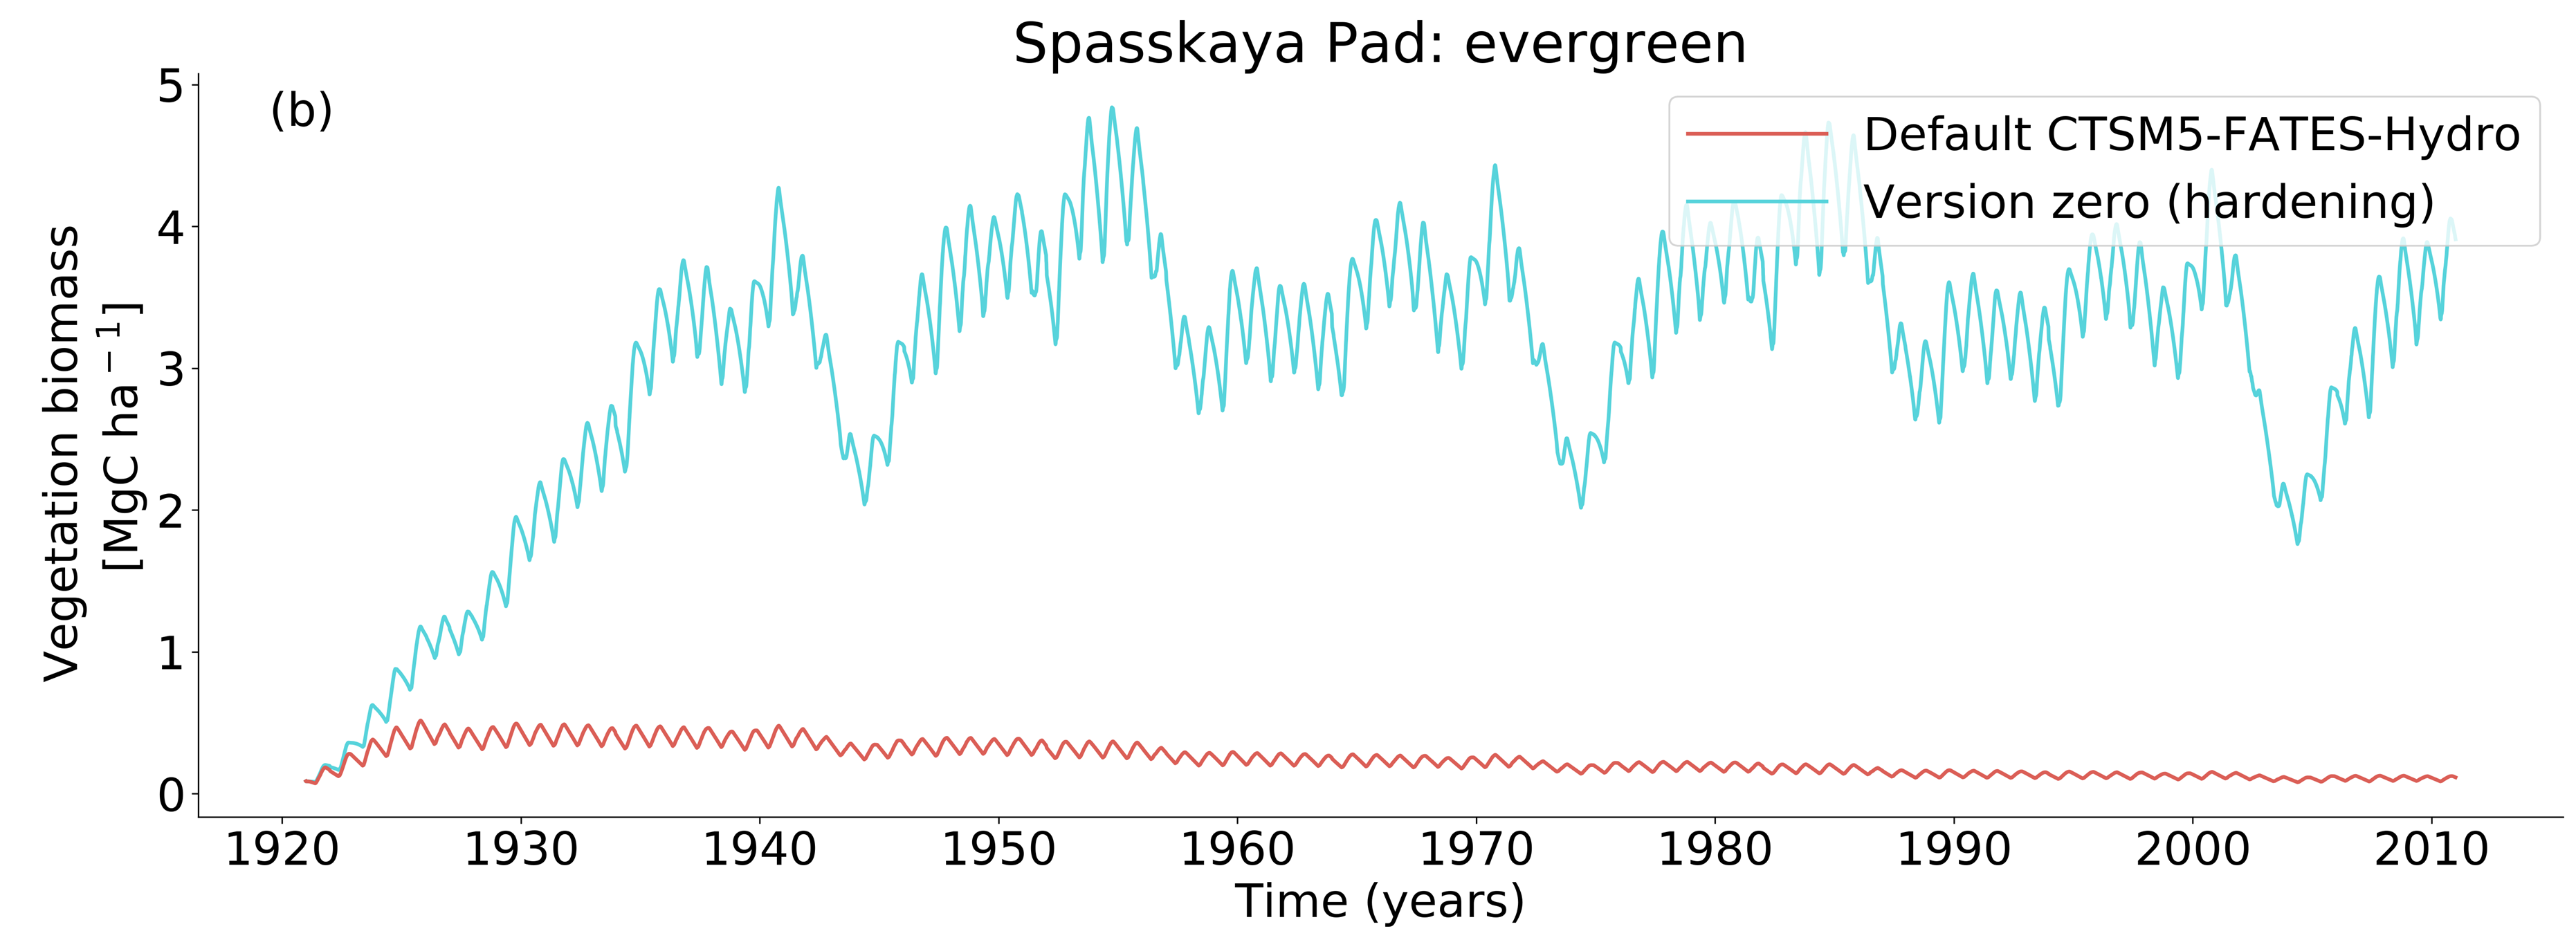 Spasskaya Pad: evergreen
(b)
Default CTSM5-FATES-Hydro
Version zero (hardening)
Vegetation biomass
[MgC ha⁻¹]
5
4
3
2
1
0
1920 1930 1940 1950 1960 1970 1980 1990 2000 2010
Time (years)